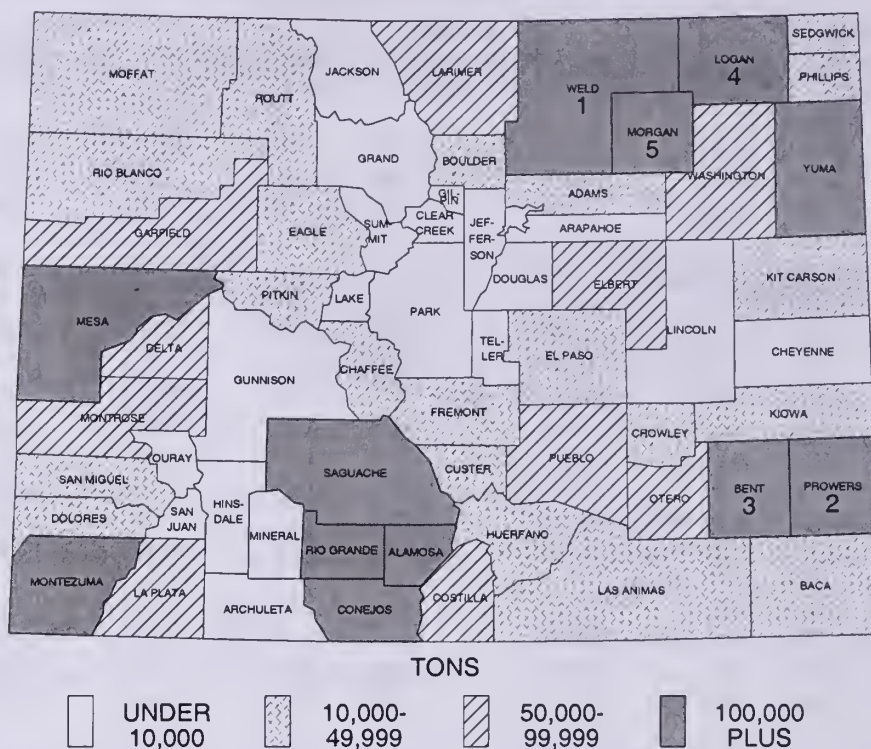 SEDGWICK
JACKSON
LARIMER
LOGAN
4
MOFFAT
PHILLIPS
ROUTT
WELD
1
MORGAN
5
GRAND
BOULDER
WASHINGTON
YUMA
RIO BLANCO
GIL-
PIN
ADAMS
CLEAR
CREEK
JEF-
FER-
SON
SUM-
MIT
ARAPAHOE
GARFIELD
EAGLE
DOUGLAS
ELBERT
KIT CARSON
PITKIN
LAKE
MESA
PARK
LINCOLN
DELTA
TEL-
LER
EL PASO
CHEYENNE
GUNNISON
CHAFFEE
MONTROSE
FREMONT
KIOWA
CROWLEY
OURAY
PUEBLO
SAGUACHE
CUSTER
SAN MIGUEL
BENT
3
PROWERS
2
OTERO
SAN
JUAN
HINS-
DALE
DOLORES
MINERAL
HUERFANO
RIO GRANDE
ALAMOSA
MONTEZUMA
LA PLATA
COSTILLA
LAS ANIMAS
BACA
ARCHULETA
CONEJOS
TONS
UNDER
10,000
10,000-
49,999
50,000-
99,999
100,000
PLUS